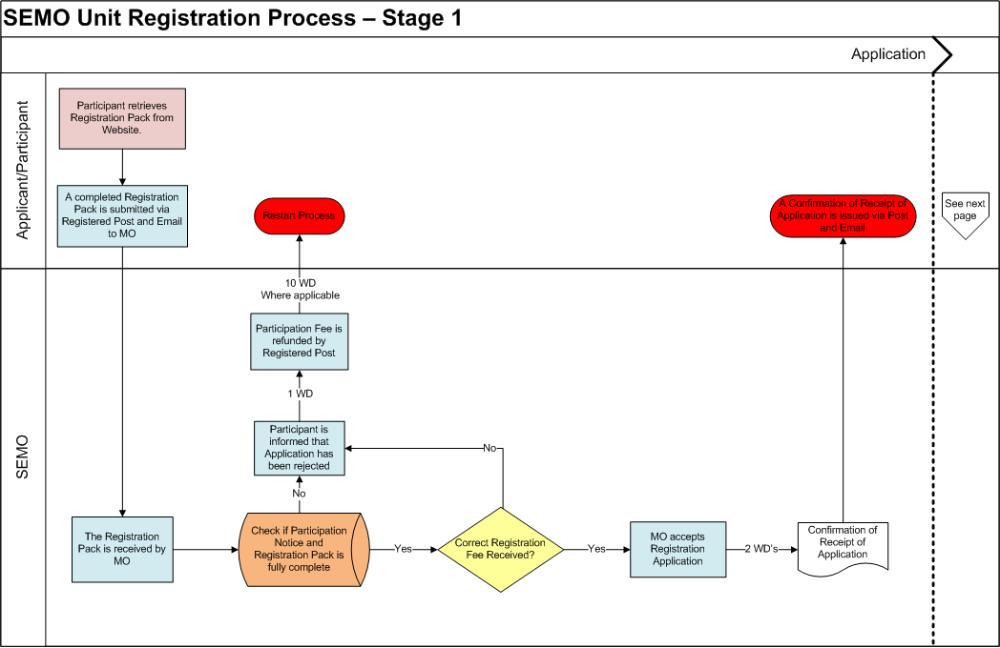 SEMO Unit Registration Process – Stage 1
Application
Applicant/Participant
Participant retrieves
Registration Pack from
Website.
A completed Registration
Pack is submitted via
Registered Post and Email
to MO
Restart Process
A Confirmation of Receipt of
Application is issued via Post
and Email
See next
page
SEMO
10 WD
Where applicable
Participation Fee is
refunded by
Registered Post
1 WD
Participant is
informed that
Application has
been rejected
No
No
The Registration
Pack is received by
MO
Check if Participation
Notice and
Registration Pack is
fully complete
Yes
Correct Registration
Fee Received?
Yes
MO accepts
Registration
Application
2 WD's
Confirmation of
Receipt of
Application